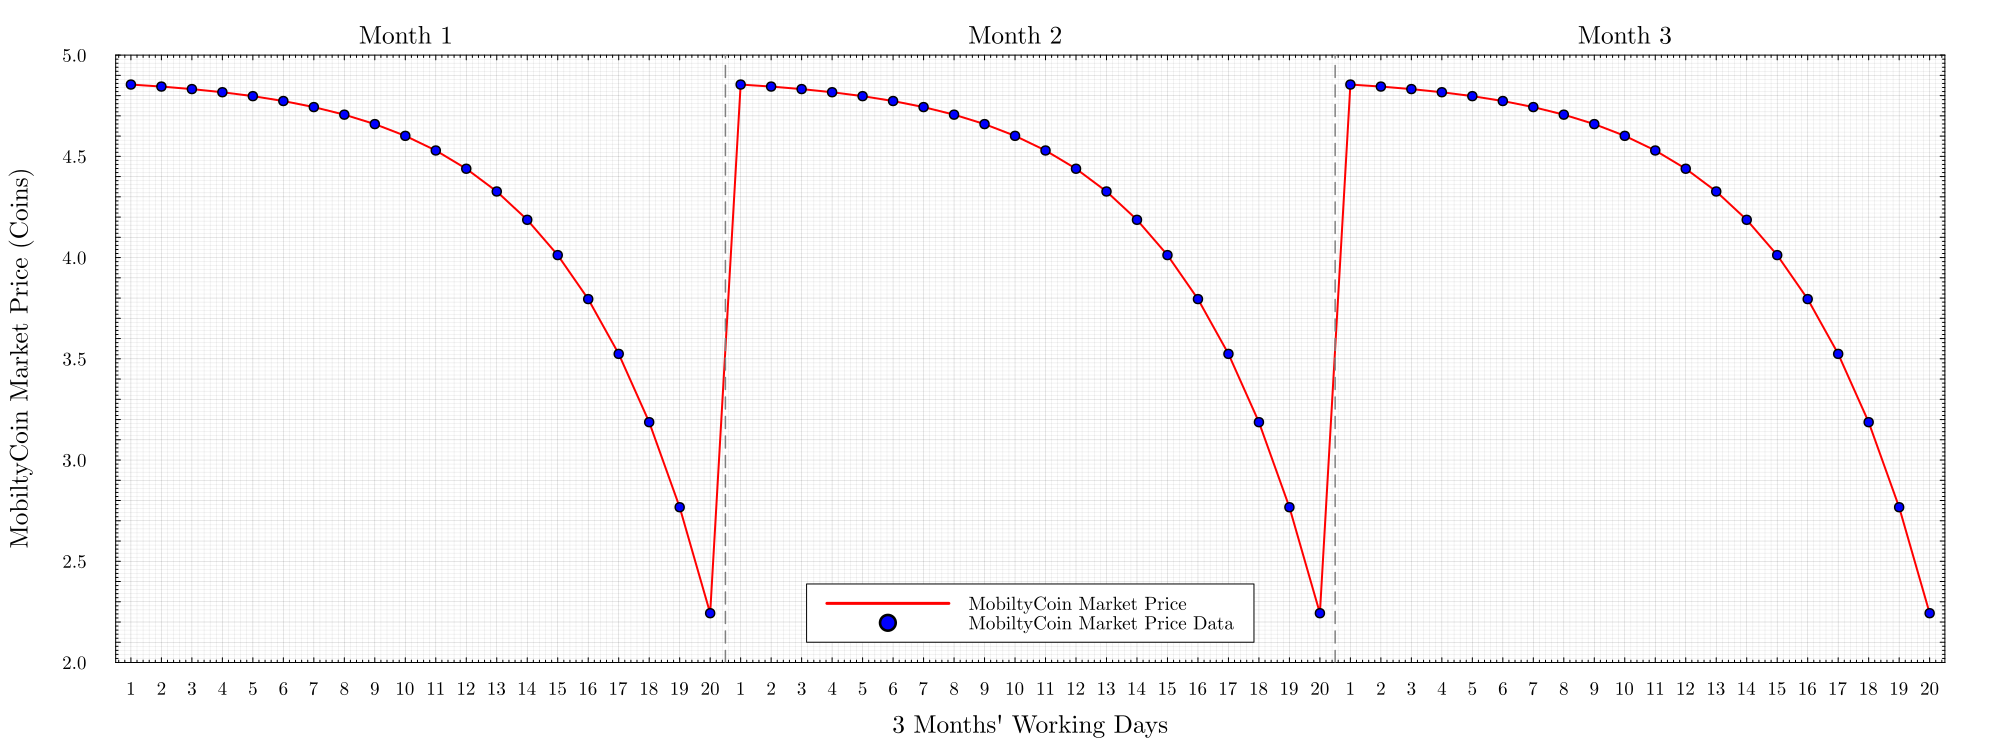 Month 1 Month 2 Month 3
5.0
4.5
4.0
3.5
3.0
2.5
2.0
MobiltyCoin Market Price (Coins)
MobiltyCoin Market Price
MobiltyCoin Market Price Data
1 2 3 4 5 6 7 8 9 10 11 12 13 14 15 16 17 18 19 20 1 2 3 4 5 6 7 8 9 10 11 12 13 14 15 16 17 18 19 20 1 2 3 4 5 6 7 8 9 10 11 12 13 14 15 16 17 18 19 20
3 Months' Working Days